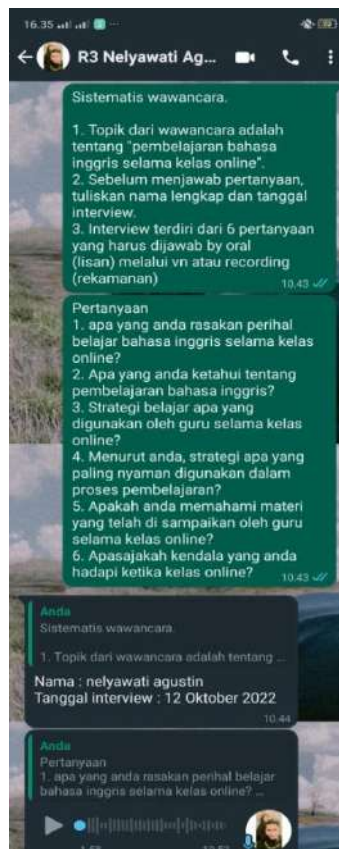 16.35
R3 Nelyawati Ag...
Sistematis wawancara.
1. Topik dari wawancara adalah
tentang "pembelajaran bahasa
inggris selama kelas online".
2. Sebelum menjawab pertanyaan,
tuliskan nama lengkap dan tanggal
interview.
3. Interview terdiri dari 6 pertanyaan
yang harus dijawab by oral
(lisan) melalui vn atau recording
(rekamanan)
10.43
Pertanyaan
1. apa yang anda rasakan perihal
belajar bahasa inggris selama kelas
online?
2. Apa yang anda ketahui tentang
pembelajaran bahasa inggris?
3. Strategi belajar apa yang
digunakan oleh guru selama kelas
online?
4. Menurut anda, strategi apa yang
paling nyaman digunakan dalam
proses pembelajaran?
5. Apakah anda memahami materi
yang telah di sampaikan oleh guru
selama kelas online?
6. Apasajakah kendala yang anda
hadapi ketika kelas online?
10.43
Anda
Sistematis wawancara.
1. Topik dari wawancara adalah tentang ...
Nama : nelyawati agustin
Tanggal interview : 12 Oktober 2022
10.44
Anda
Pertanyaan
1. apa yang anda rasakan perihal belajar
bahasa inggris selama kelas online? ...